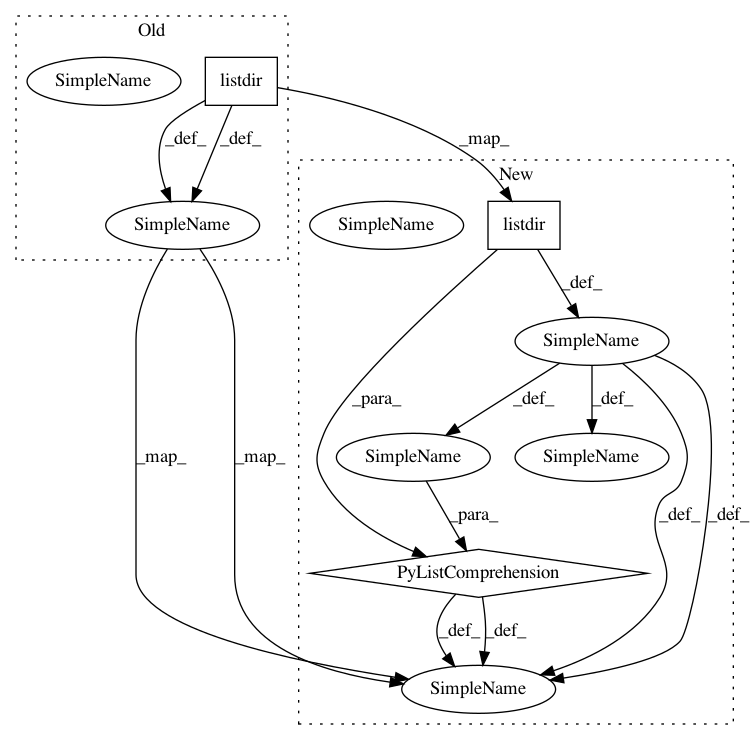 Old
SimpleName
listdir
_def_
_def_
_map_
New
SimpleName
SimpleName
listdir
_def_
SimpleName
_para_
_def_
_def_
_map_
_map_
SimpleName
SimpleName
_para_
_def_
_def_
PyListComprehension
_def_
_def_
SimpleName